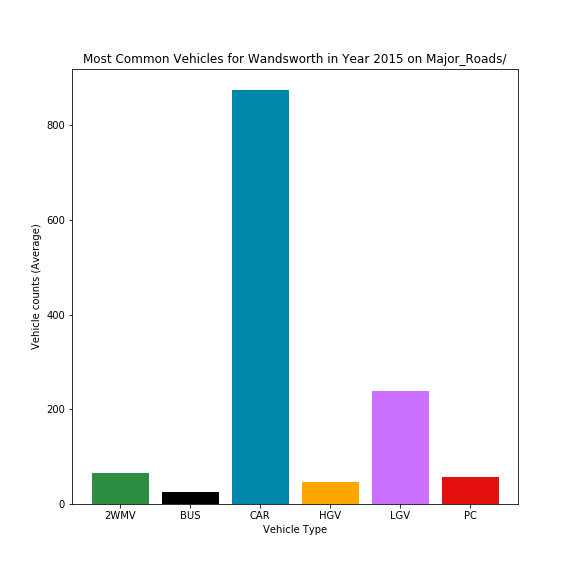 Most Common Vehicles for Wandsworth in Year 2015 on Major_Roads/
Vehicle counts (Average)
800
600
400
200
0
2WMV BUS CAR HGV LGV PC
Vehicle Type